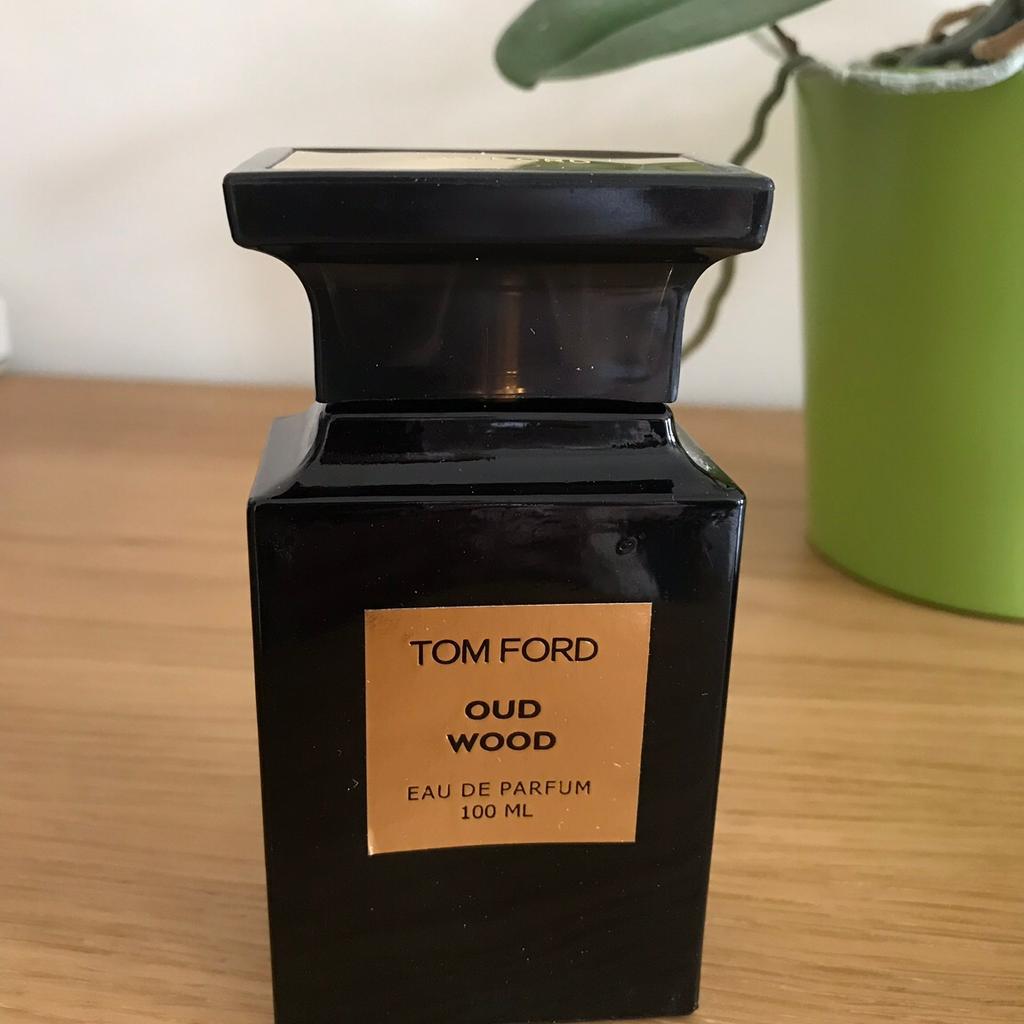 TOM FORD
OUD
WOOD
EAU DE PARFUM
100 ML